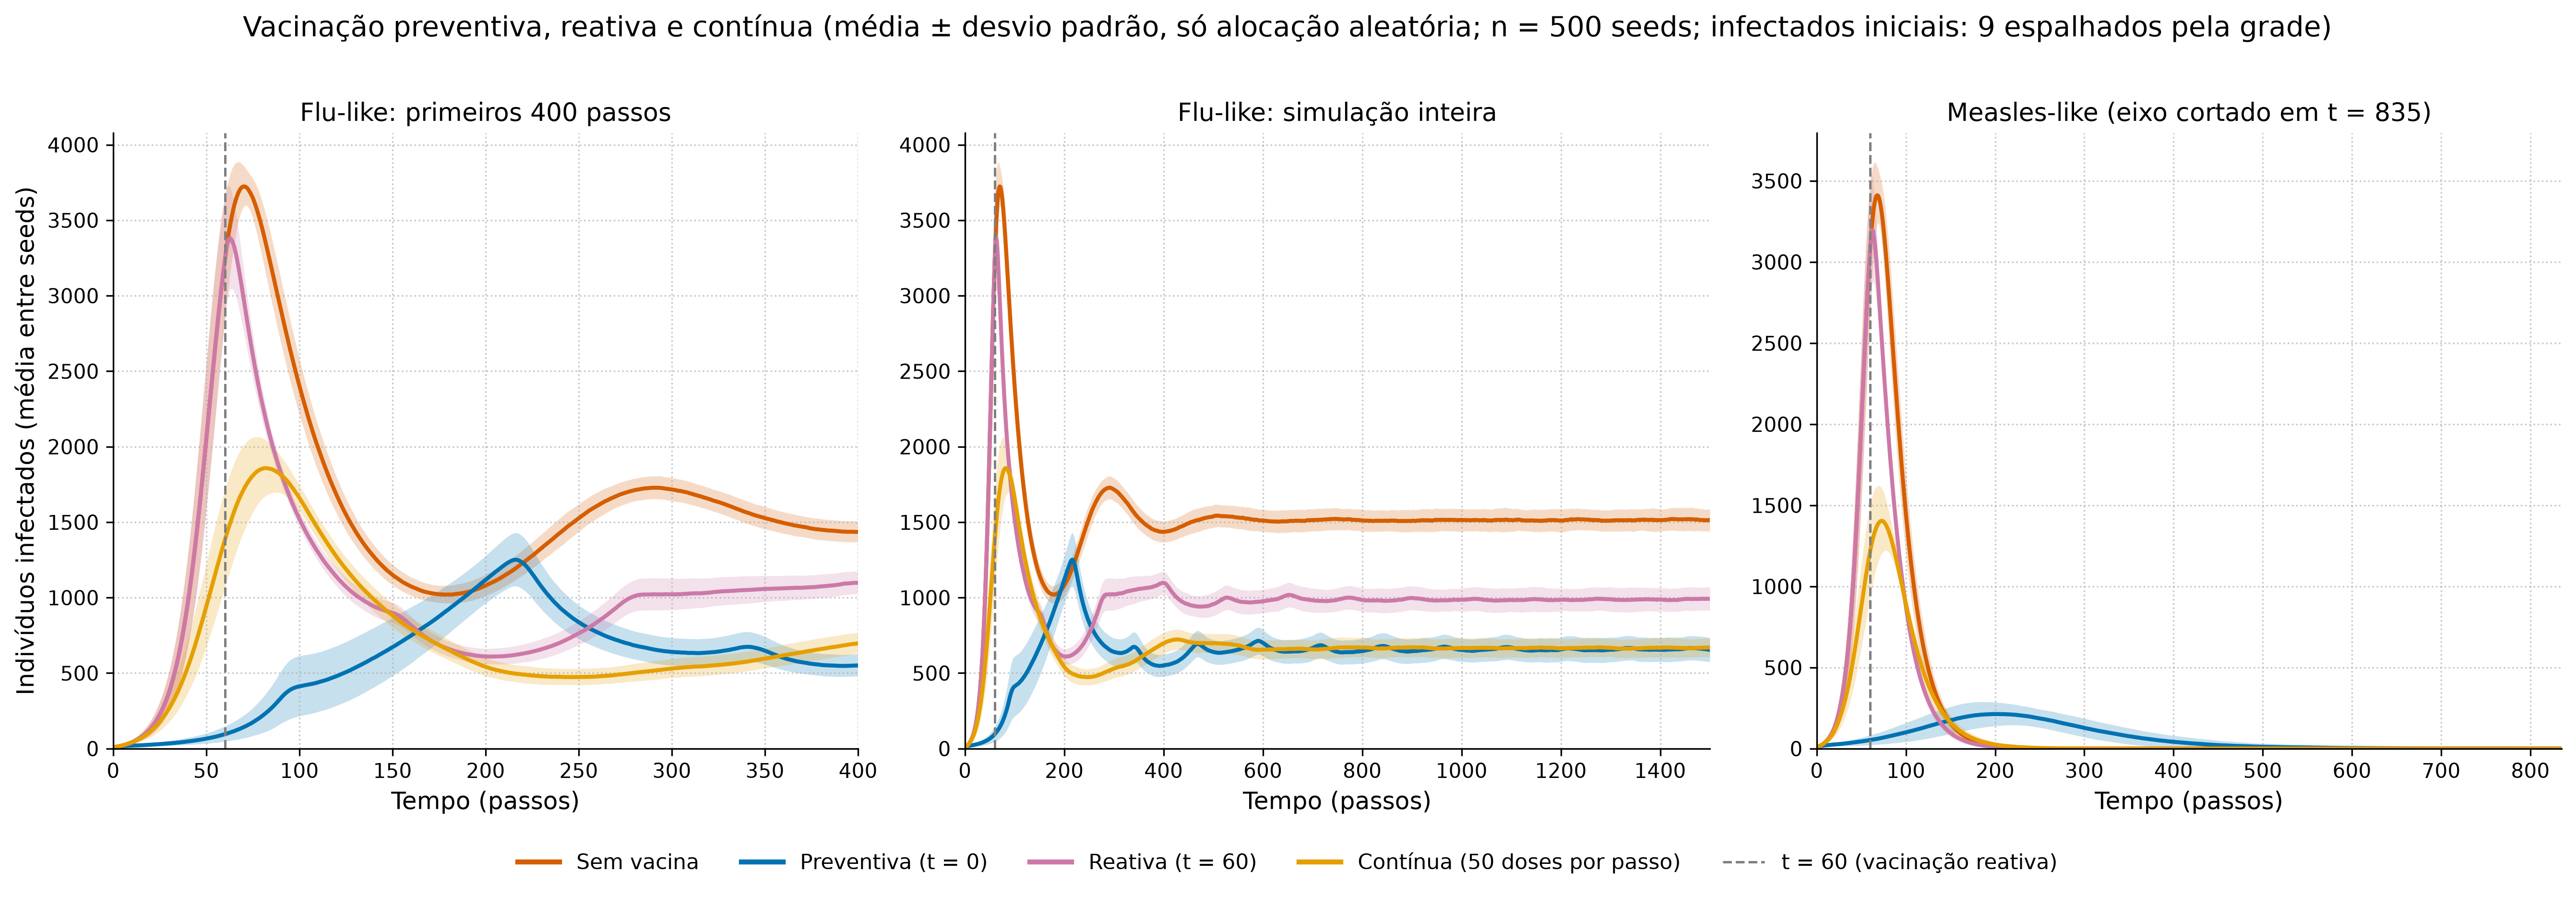 Vacinação preventiva, reativa e contínua (média ± desvio padrão, só alocação aleatória; n = 500 seeds; infectados iniciais: 9 espalhados pela grade)
Flu-like: primeiros 400 passos
Indivíduos infectados (média entre seeds)
4000
3500
3000
2500
2000
1500
1000
500
0
0 50 100 150 200 250 300 350 400
Tempo (passos)
Flu-like: simulação inteira
4000
3500
3000
2500
2000
1500
1000
500
0
0 200 400 600 800 1000 1200 1400
Tempo (passos)
Measles-like (eixo cortado em t = 835)
3500
3000
2500
2000
1500
1000
500
0
0 100 200 300 400 500 600 700 800
Tempo (passos)
Sem vacina
Preventiva (t = 0)
Reativa (t = 60)
Contínua (50 doses por passo)
t = 60 (vacinação reativa)